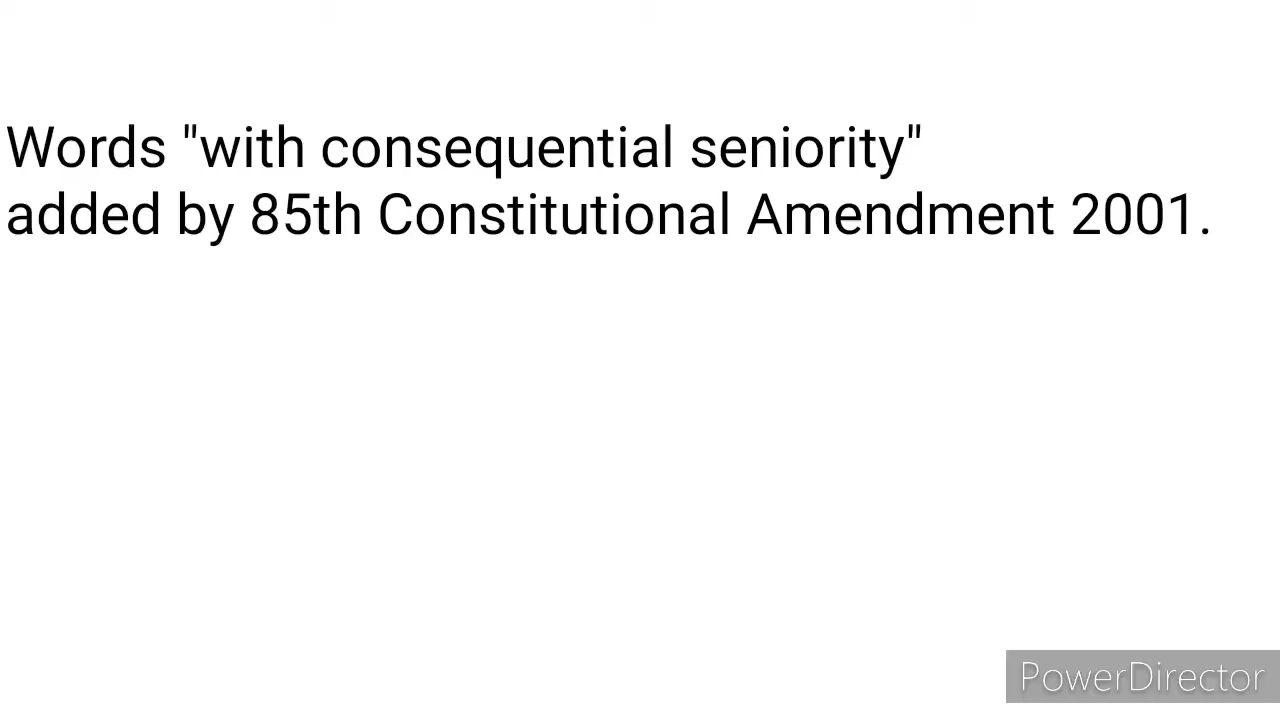 Words "with consequential seniority"
added by 85th Constitutional Amendment 2001.
PowerDirector